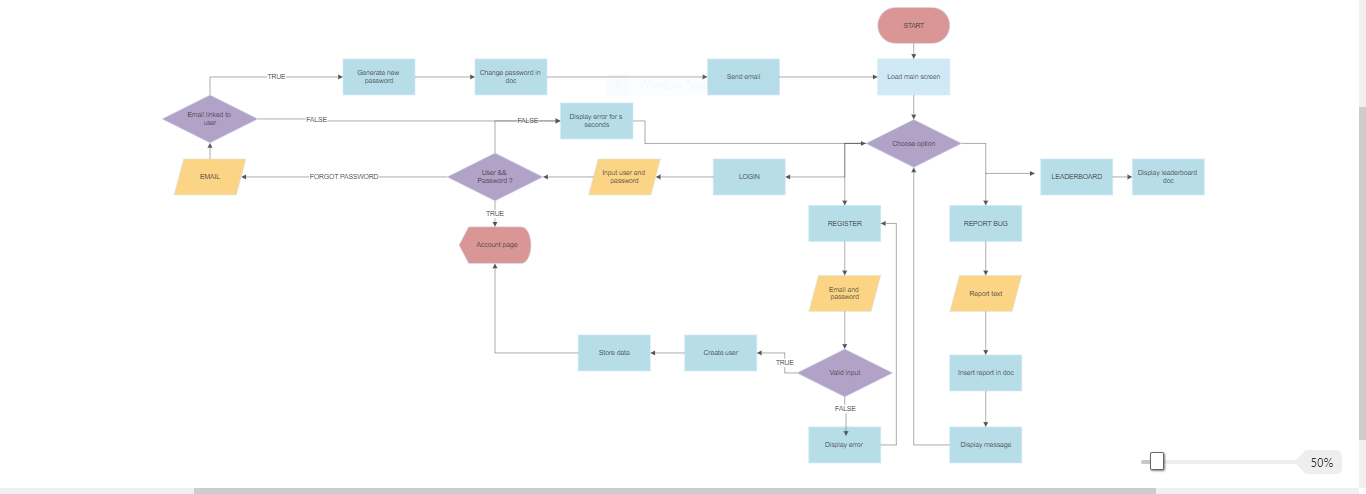 START
TRUE
Generate new
password
Change password in
doc
Send email
Load main screen
Email linked to
user
FALSE
FALSE
Display error for s
seconds
Choose option
EMAIL
FORGOT PASSWORD
User &&
Password ?
Input user and
password
LOGIN
LEADERBOARD
Display leaderboard
doc
TRUE
REGISTER
REPORT BUG
Account page
Email and
password
Report text
Store data
Create user
TRUE
Valid input
Insert report in doc
FALSE
Display error
Display message
50%